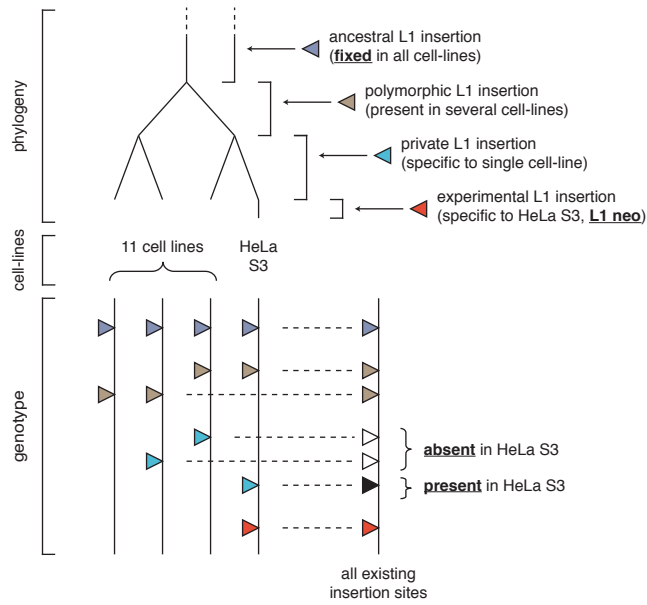 phylogeny
ancestral L1 insertion
(fixed in all cell-lines)
polymorphic L1 insertion
(present in several cell-lines)
private L1 insertion
(specific to single cell-line)
experimental L1 insertion
(specific to HeLa S3, L1 neo)
cell-lines
11 cell lines
HeLa
S3
genotype
absent in HeLa S3
present in HeLa S3
all existing
insertion sites